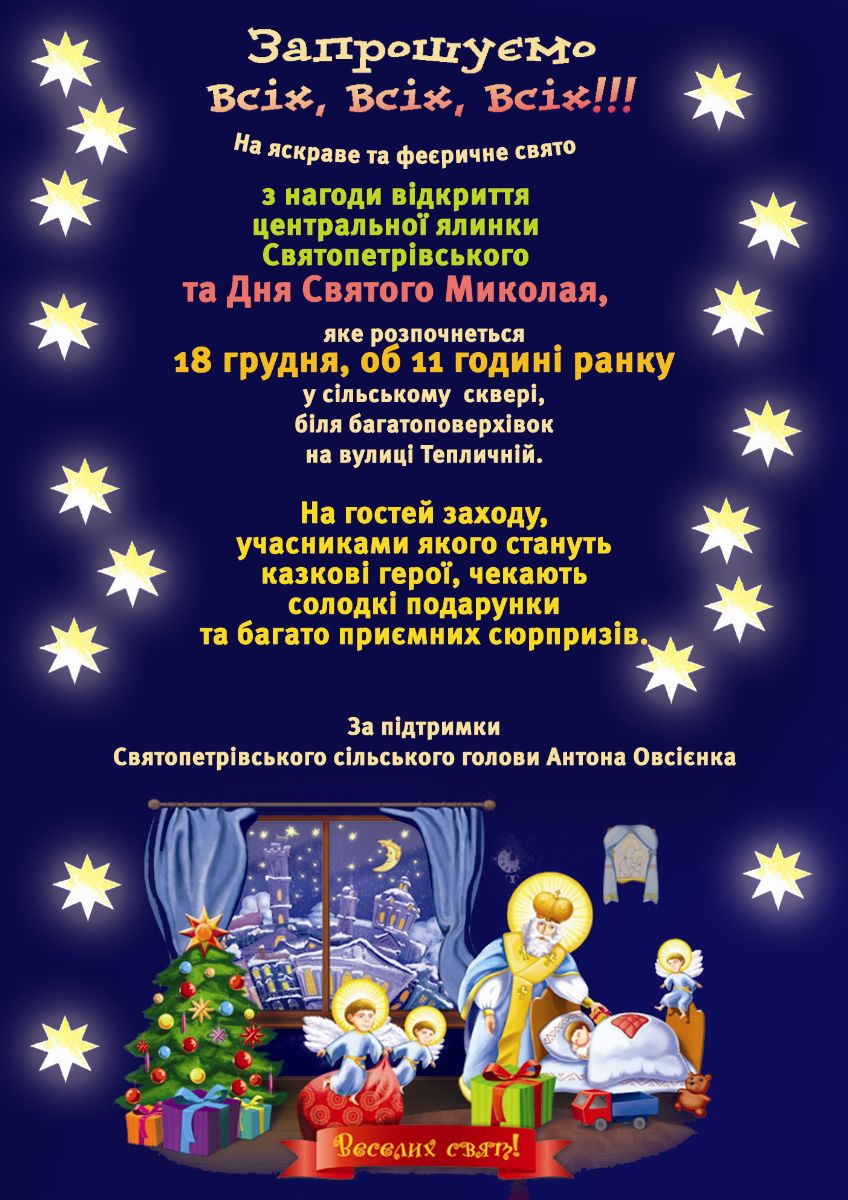 Запрошуємо
Всіх, Всіх, Всіх!!!
На яскраве та феєричне свято
з нагоди відкриття
центральної ялинки
Святопетрівського
та Дня Святого Миколая,
яке розпочнеться
18 грудня, об 11 годині ранку
у сільському сквері,
біля багатоповерхівок
на вулиці Тепличній.
На гостей заходу,
учасниками якого стануть
казкові герої, чекають
солодкі подарунки
та багато приємних сюрпризів.
За підтримки
Святопетрівського сільського голови Антона Овсієнка
Веселих свят!